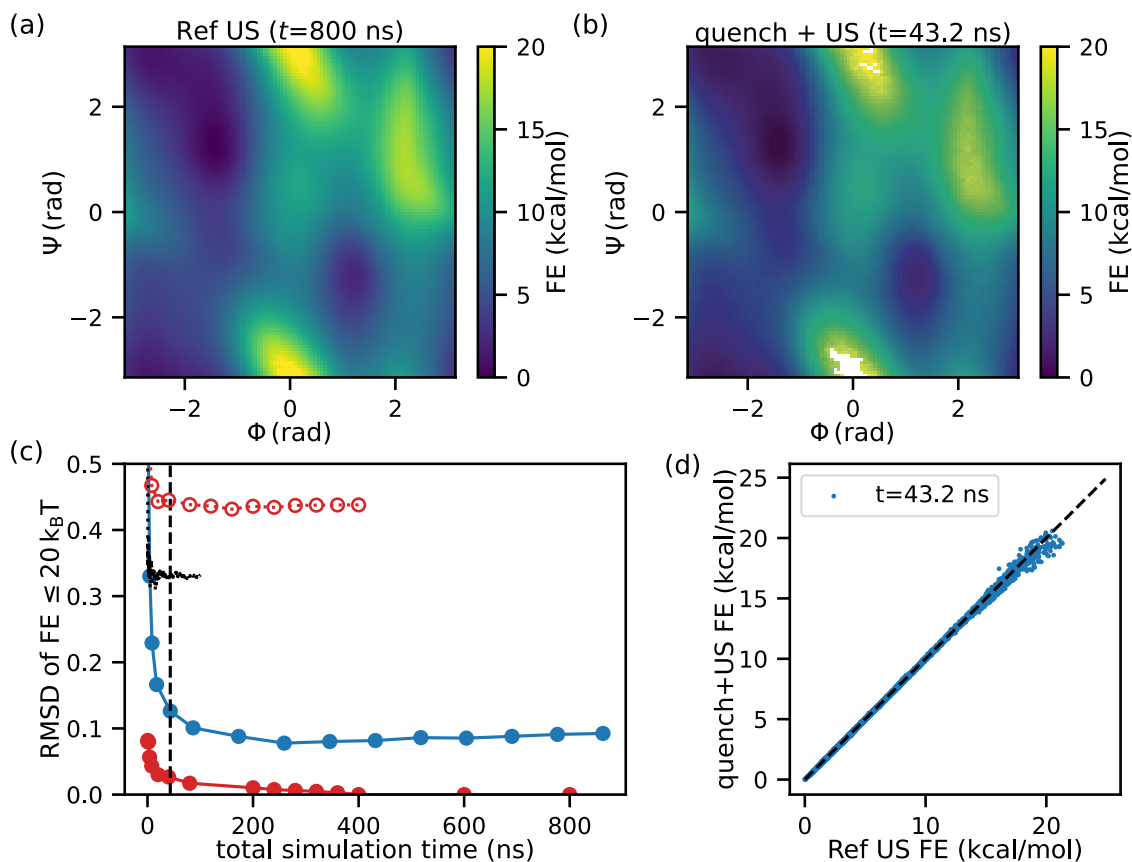 (a)
Ref US (t=800 ns)
2
0
−2
Ψ (rad)
−2
0
2
Φ (rad)
20
15
10
5
0
FE (kcal/mol)
(b)
quench + US (t=43.2 ns)
2
0
−2
Ψ (rad)
−2
0
2
Φ (rad)
20
15
10
5
0
FE (kcal/mol)
(c)
0.5
0.4
0.3
0.2
0.1
0.0
RMSD of FE ≤ 20 kBT
0
200
400
600
800
total simulation time (ns)
(d)
t=43.2 ns
25
20
15
10
5
0
quench+US FE (kcal/mol)
0
10
20
Ref US FE (kcal/mol)